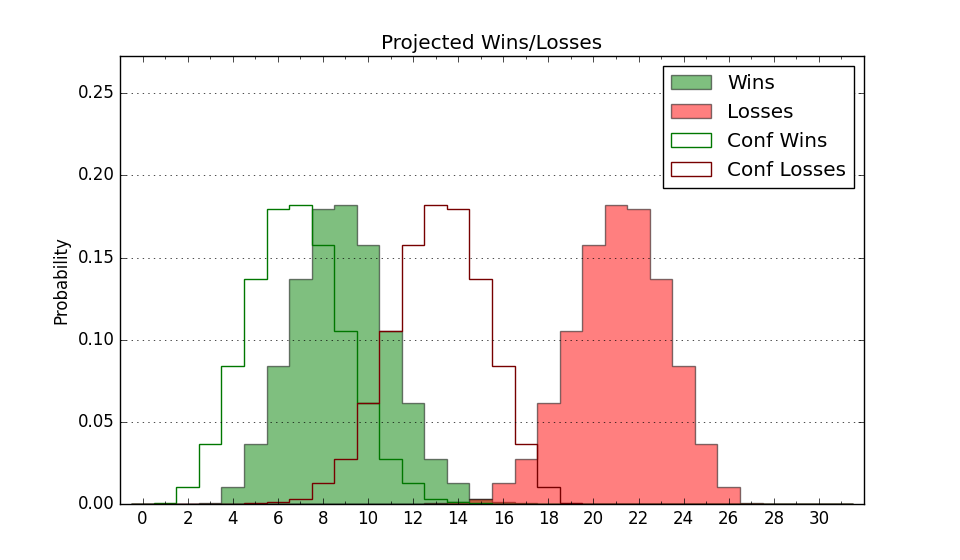 Projected Wins/Losses
Wins
Losses
Conf Wins
Conf Losses
Probability
0.25
0.20
0.15
0.10
0.05
0.00
0 2 4 6 8 10 12 14 16 18 20 22 24 26 28 30